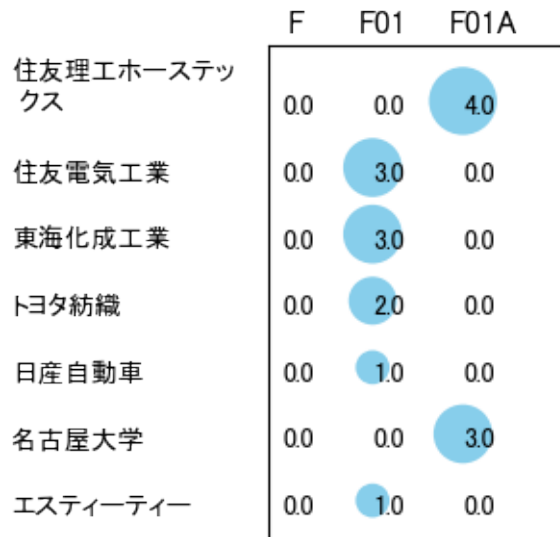 F F01 F01A
住友理工ホーステッ
クス
0.0 0.0 4.0
住友電気工業 0.0 3.0 0.0
東海化成工業 0.0 3.0 0.0
トヨタ紡織 0.0 2.0 0.0
日産自動車 0.0 1.0 0.0
名古屋大学 0.0 0.0 3.0
エスティーティー 0.0 1.0 0.0